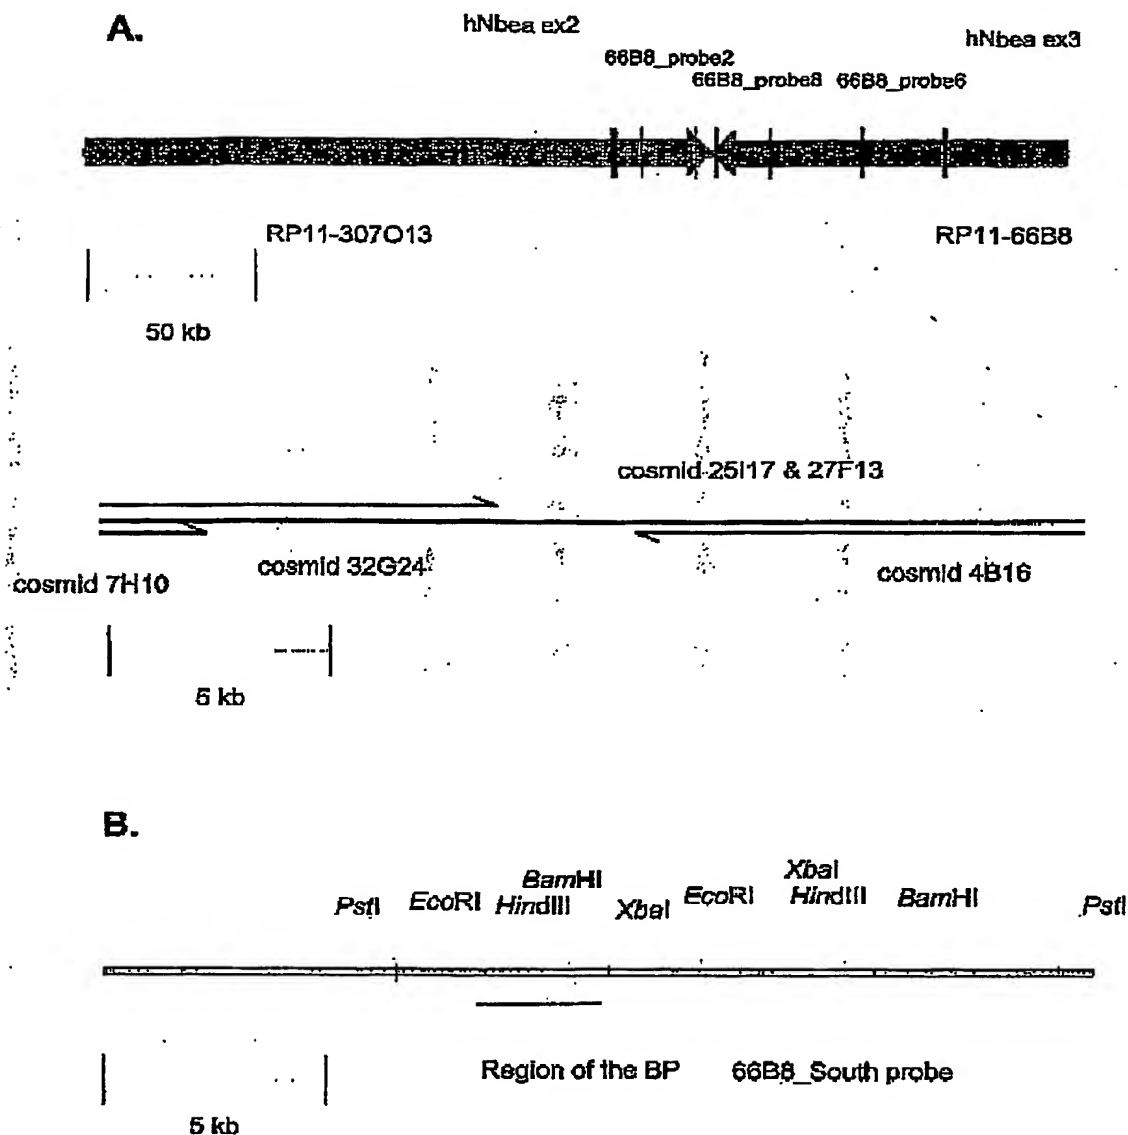 A.
hNbea ex2
hNbea ex3
66B8_probe2
66B8_probe8 66B8_probe6
RP11-307O13
RP11-66B8
50 kb
cosmid 25I17 & 27F13
cosmid 32G24
cosmid 4B16
cosmid 7H10
5 kb
B.
XbaI
BamHI
PstI EcoRI HindIII XbaI EcoRI HindIII BamHI PstI
Region of the BP 66B8_South probe
5 kb